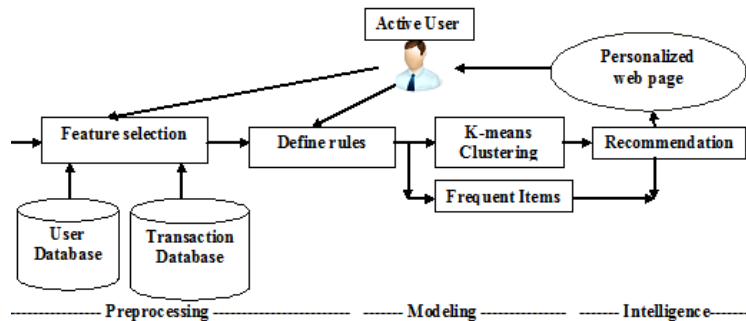 Active User
Personalized
web page
Feature selection
Define rules
K-means
Clustering
Recommendation
Frequent Items
User
Database
Transaction
Database
Preprocessing
Modeling
Intelligence